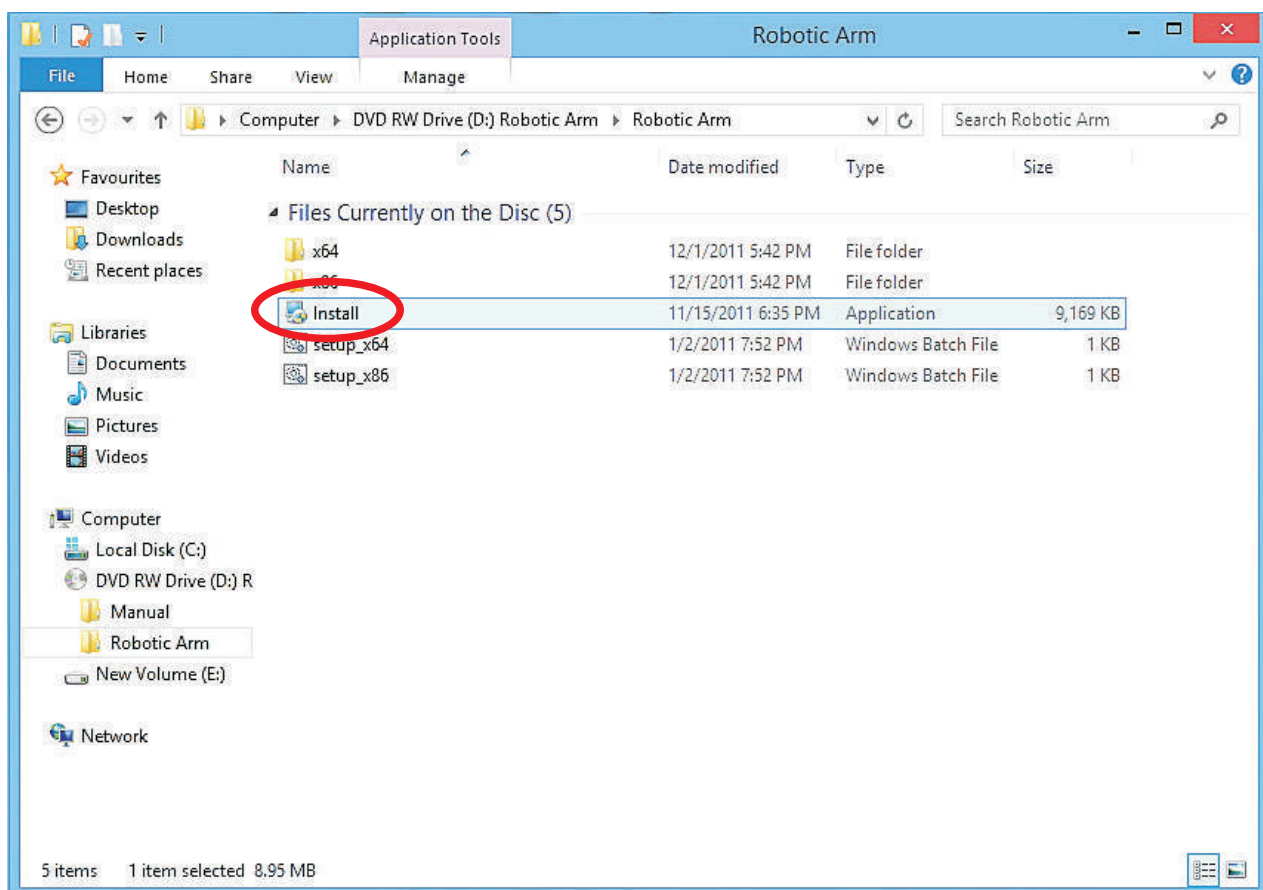 Application Tools
Robotic Arm
File Home Share View Manage
Computer DVD RW Drive (D:) Robotic Arm Robotic Arm
Search Robotic Arm
Name Date modified Type Size
Favourites
Desktop
Downloads
Recent places
Libraries
Documents
Music
Pictures
Videos
Computer
Local Disk (C:)
DVD RW Drive (D:) R
Manual
Robotic Arm
New Volume (E:)
Network
Files Currently on the Disc (5)
x64 12/1/2011 5:42 PM File folder
x86 12/1/2011 5:42 PM File folder
Install 11/15/2011 6:35 PM Application 9,169 KB
setup_x64 1/2/2011 7:52 PM Windows Batch File 1 KB
setup_x86 1/2/2011 7:52 PM Windows Batch File 1 KB
5 items 1 item selected 8.95 MB